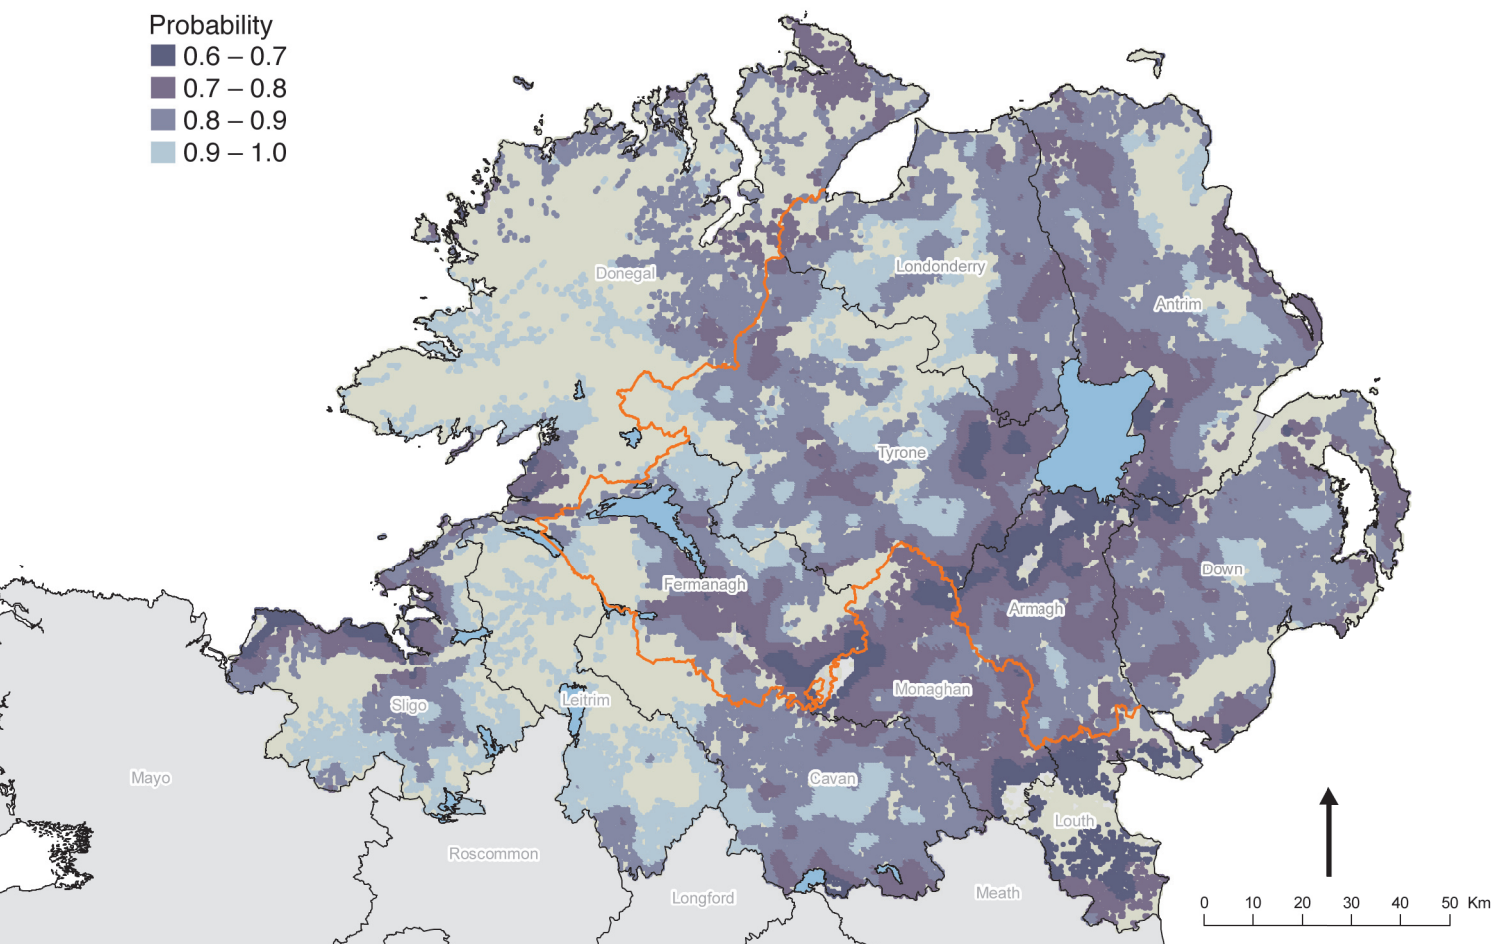 Probability
0.6 – 0.7
0.7 – 0.8
0.8 – 0.9
0.9 – 1.0
Donegal
Londonderry
Antrim
Tyrone
Fermanagh
Down
Armagh
Monaghan
Sligo
Leitrim
Mayo
Cavan
Louth
Roscommon
Longford
Meath
0 10 20 30 40 50 Km